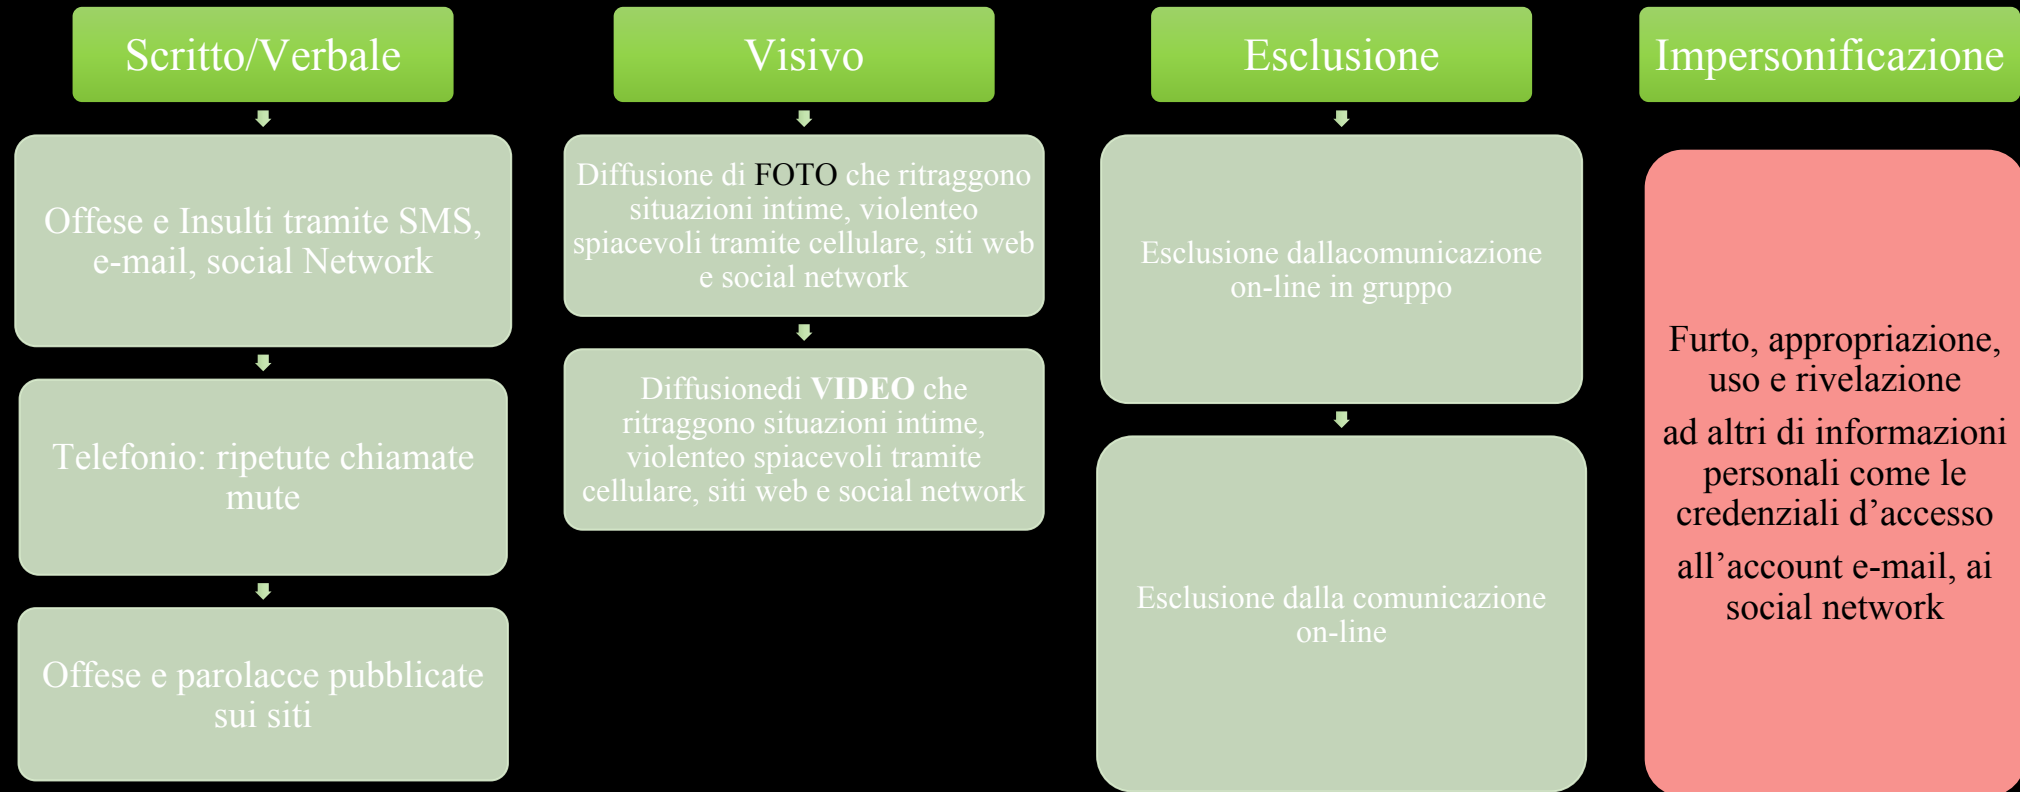 Scritto/Verbale
Offese e Insulti tramite SMS,
e-mail, social Network
Telefonio: ripetute chiamate
mute
Offese e parolacce pubblicate
sui siti
Visivo
Diffusione di FOTO che ritraggono
situazioni intime, violenteo
spiacevoli tramite cellulare, siti web
e social network
Diffusionedi VIDEO che
ritraggono situazioni intime,
violenteo spiacevoli tramite
cellulare, siti web e social network
Esclusione
Esclusione dallacomunicazione
on-line in gruppo
Esclusione dalla comunicazione
on-line
Impersonificazione
Furto, appropriazione,
uso e rivelazione
ad altri di informazioni
personali come le
credenziali d’accesso
all’account e-mail, ai
social network